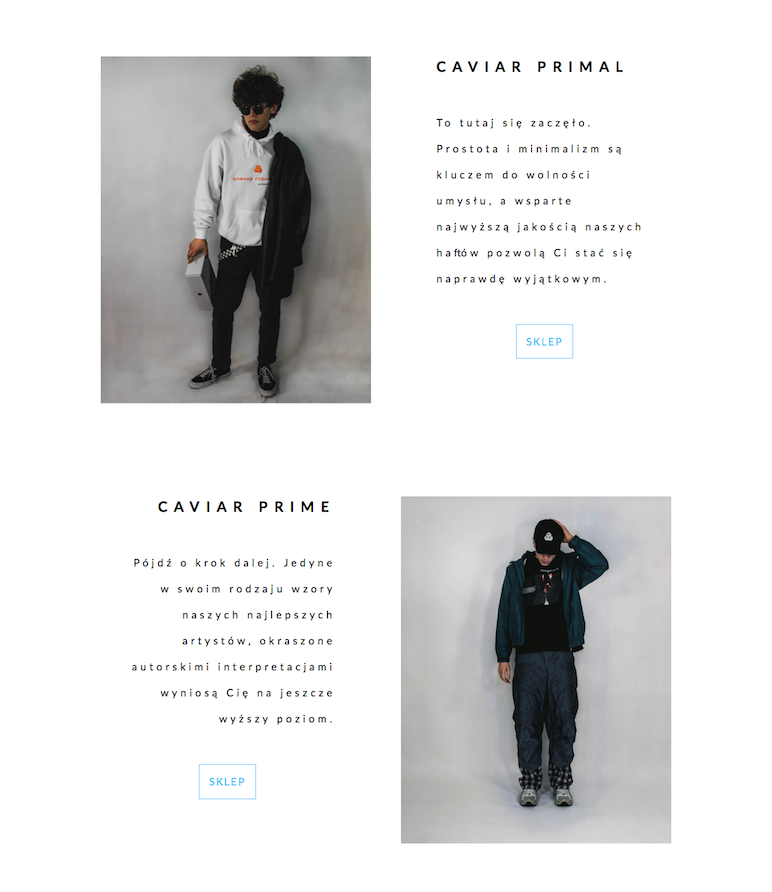 CAVIAR PRIMAL
To tutaj się zaczęło.
Prostota i minimalizm są
kluczem do wolności
umysłu, a wsparte
najwyższą jakością naszych
haftów pozwolą Ci stać się
naprawdę wyjątkowym.
SKLEP
CAVIAR PRIME
Pójdź o krok dalej. Jedyne
w swoim rodzaju wzory
naszych najlepszych
artystów, okraszone
autorskimi interpretacjami
wyniosą Cię na jeszcze
wyższy poziom.
SKLEP